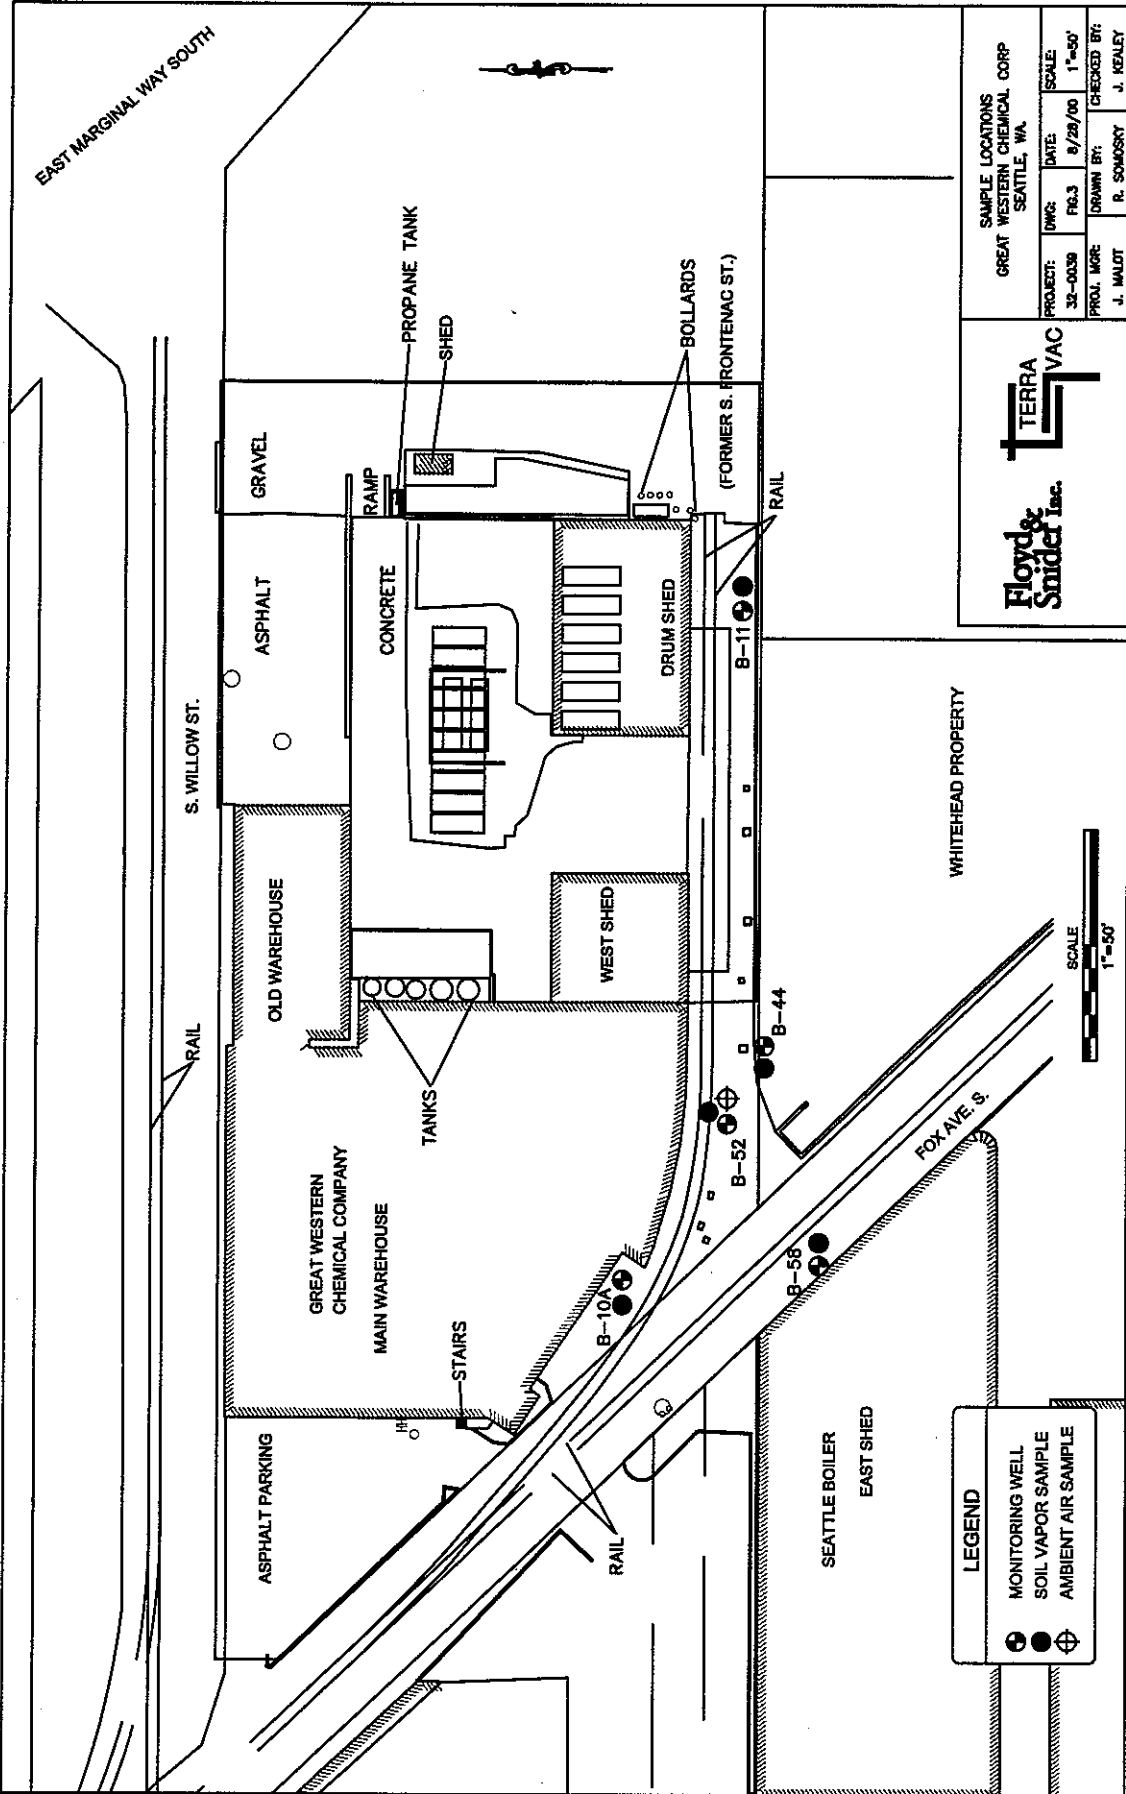 EAST MARGINAL WAY SOUTH
S. WILLOW ST.
RAIL
GRAVEL
ASPHALT
OLD WAREHOUSE
GREAT WESTERN
CHEMICAL COMPANY
MAIN WAREHOUSE
ASPHALT PARKING
RAMP
PROPANE TANK
SHED
CONCRETE
TANKS
STAIRS
WEST SHED
DRUM SHED
BOLLARDS
(FORMER S. FRONTENAC ST.)
RAIL
B-11
B-44
B-52
B-10A
B-58
RAIL
FOX AVE. S.
WHITEHEAD PROPERTY
SEATTLE BOILER
EAST SHED
SCALE
1"=50'
LEGEND
MONITORING WELL
SOIL VAPOR SAMPLE
AMBIENT AIR SAMPLE
Floyd &
Snider Inc.
TERRA
VAC
SAMPLE LOCATIONS
GREAT WESTERN CHEMICAL CORP
SEATTLE, WA.
PROJECT: DWG: DATE: SCALE:
32-0039 FIG.3 8/28/00 1"=50'
PROJ. MGR: DRAWN BY: CHECKED BY:
J. MALOT R. SOMOSKY J. KEALEY